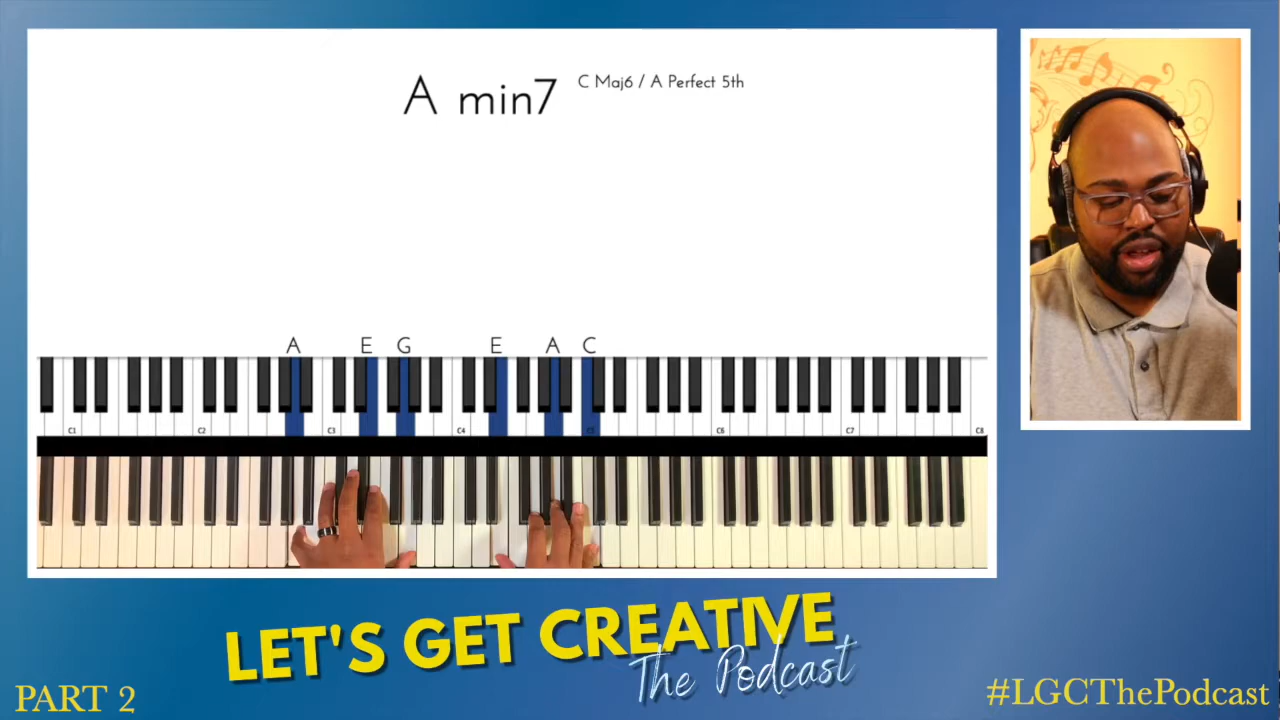 A min7 C Maj6 / A Perfect 5th
A E G E A C
C1 C2 C3 C4 C5 C6 C7 C8
LET'S GET CREATIVE
The Podcast
PART 2
#LGCThePodcast